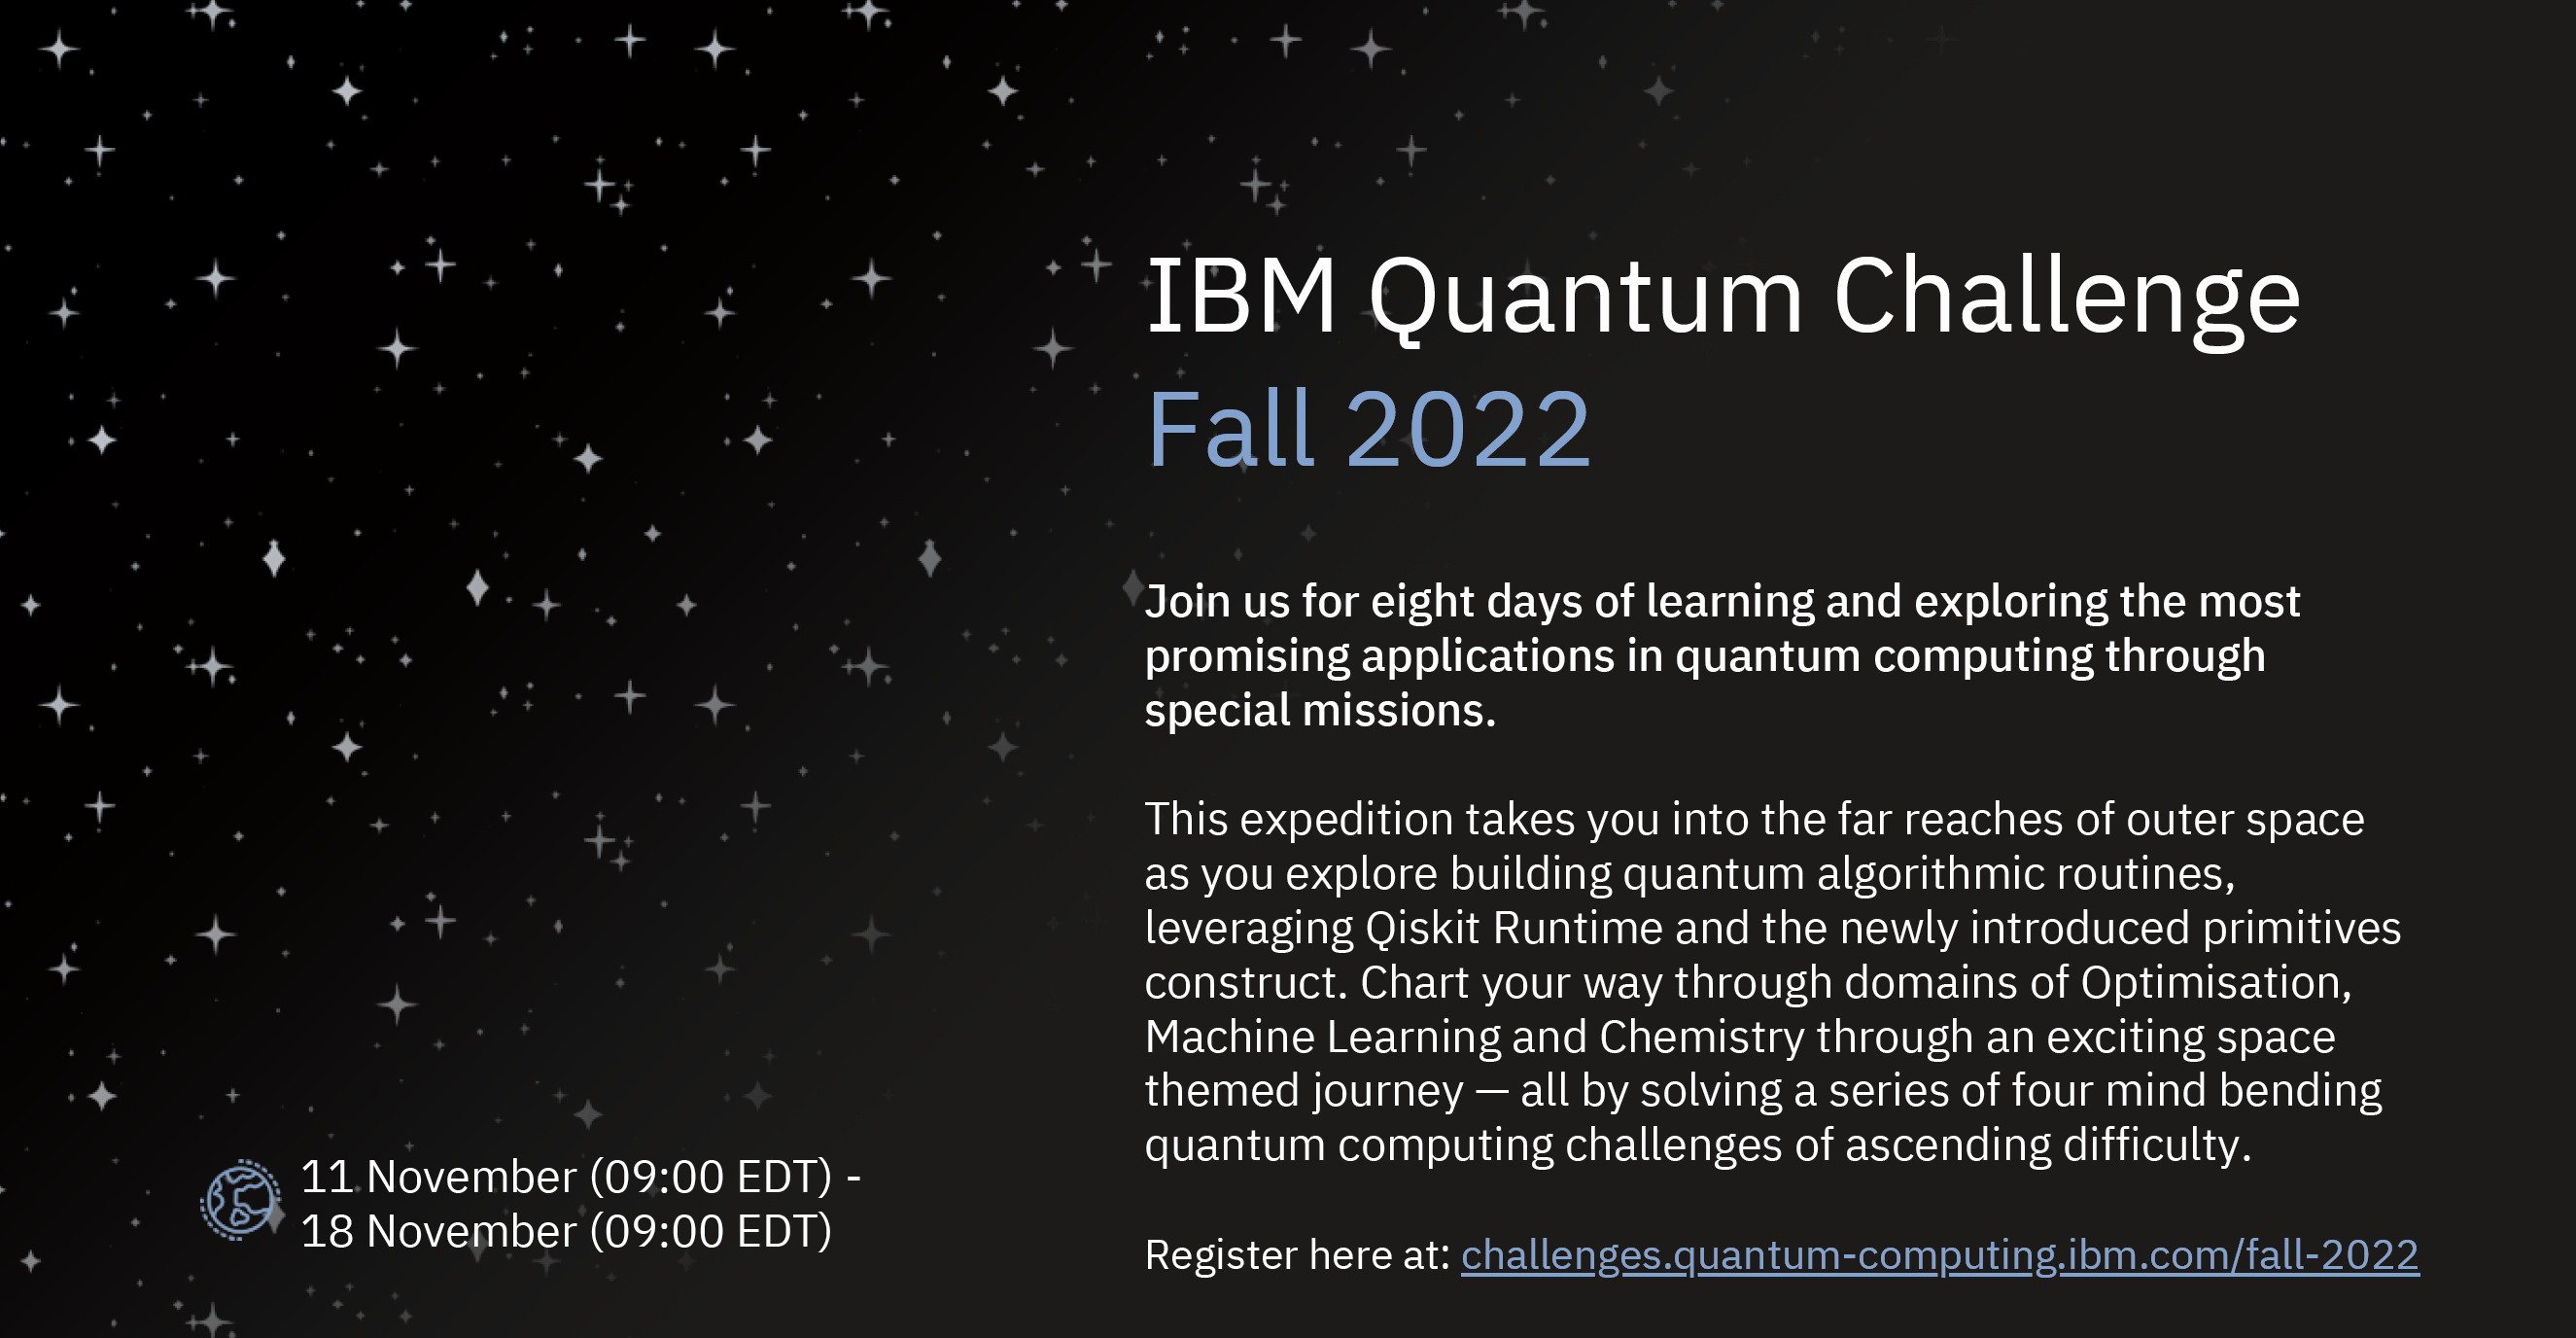 IBM Quantum Challenge
Fall 2022
Join us for eight days of learning and exploring the most
promising applications in quantum computing through
special missions.
This expedition takes you into the far reaches of outer space
as you explore building quantum algorithmic routines,
leveraging Qiskit Runtime and the newly introduced primitives
construct. Chart your way through domains of Optimisation,
Machine Learning and Chemistry through an exciting space
themed journey — all by solving a series of four mind bending
quantum computing challenges of ascending difficulty.
Register here at: challenges.quantum-computing.ibm.com/fall-2022
11 November (09:00 EDT) -
18 November (09:00 EDT)